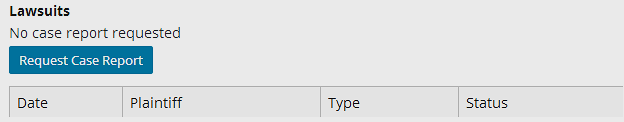 Lawsuits
No case report requested
Request Case Report
Date Plaintiff Type Status